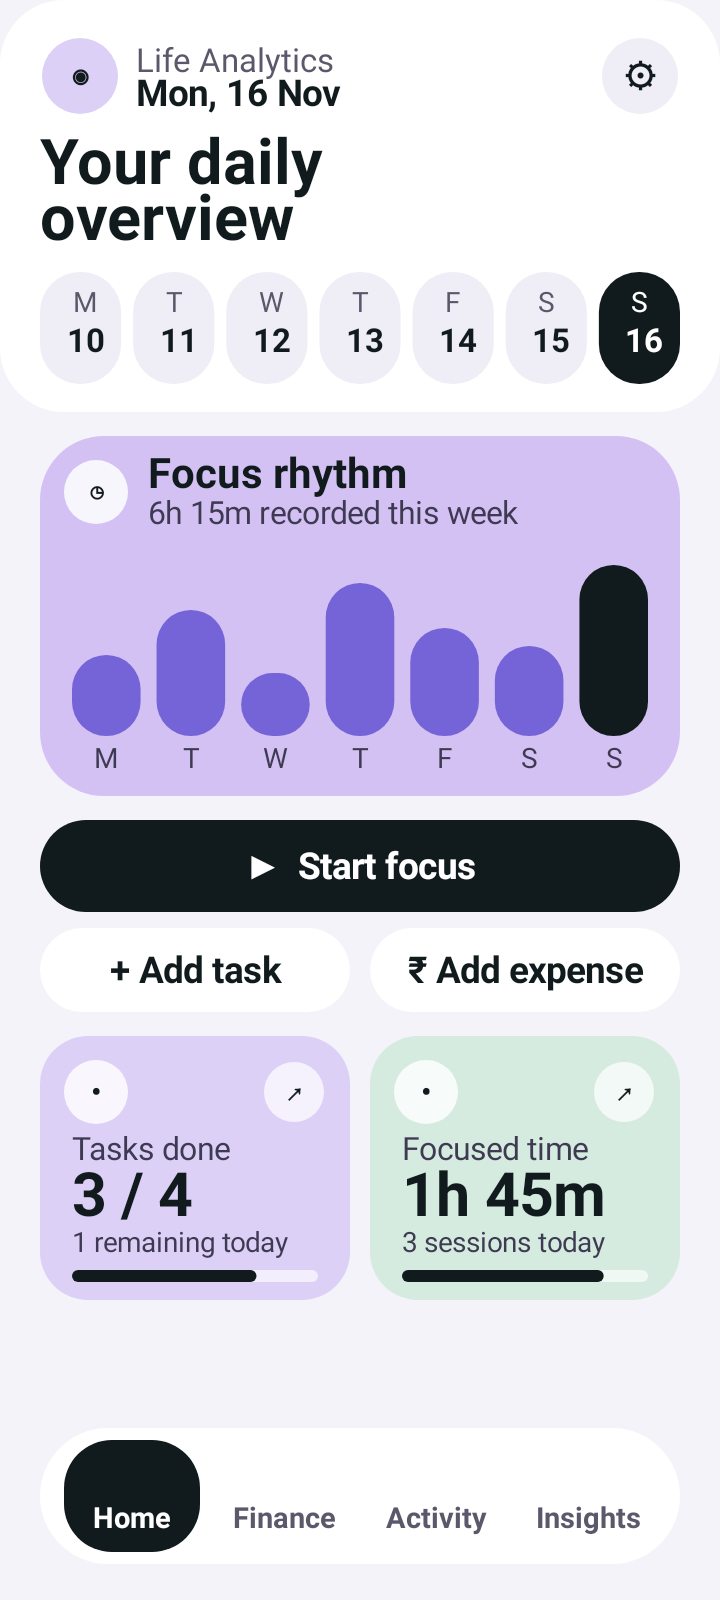 Life Analytics
Mon, 16 Nov
Your daily
overview
M T W T F S S
10 11 12 13 14 15 16
Focus rhythm
6h 15m recorded this week
M T W T F S S
▶ Start focus
+ Add task
₹ Add expense
Tasks done
3 / 4
1 remaining today
Focused time
1h 45m
3 sessions today
Home Finance Activity Insights